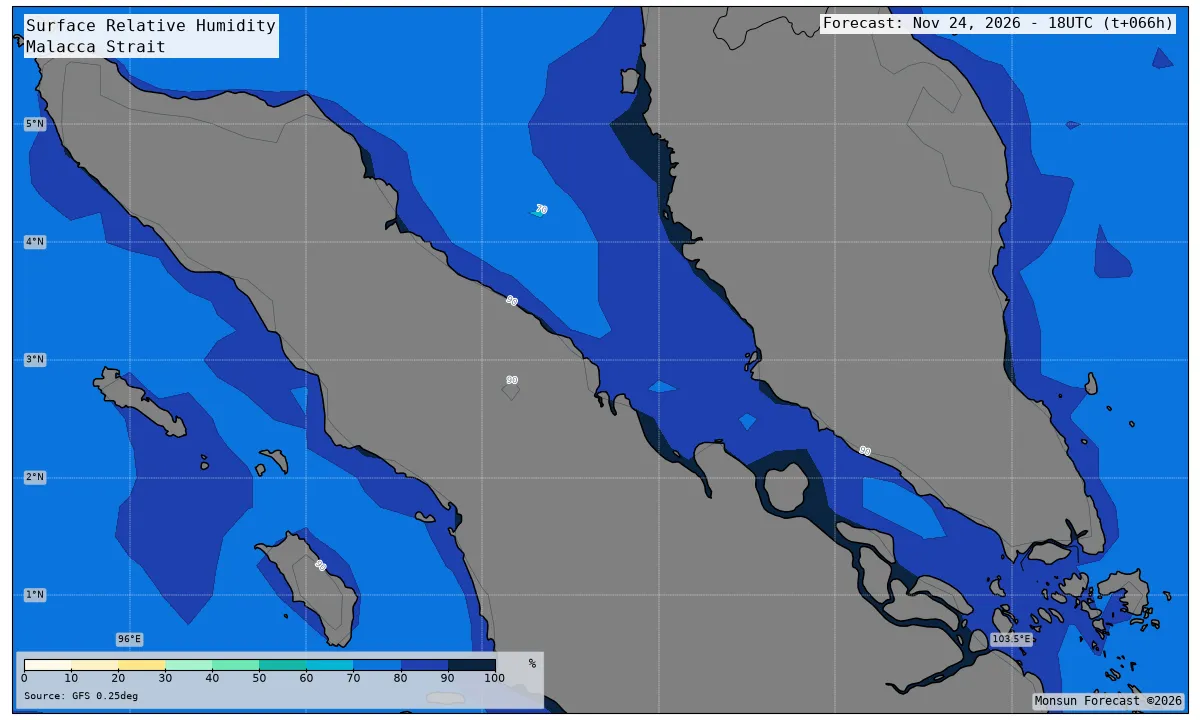 Surface Relative Humidity
Malacca Strait
Forecast: Nov 24, 2026 - 18UTC (t+066h)
5°N
70
4°N
90
3°N
90
90
2°N
90
1°N
96°E
103.5°E
%
0 10 20 30 40 50 60 70 80 90 100
Source: GFS 0.25deg
Monsun Forecast ©2026